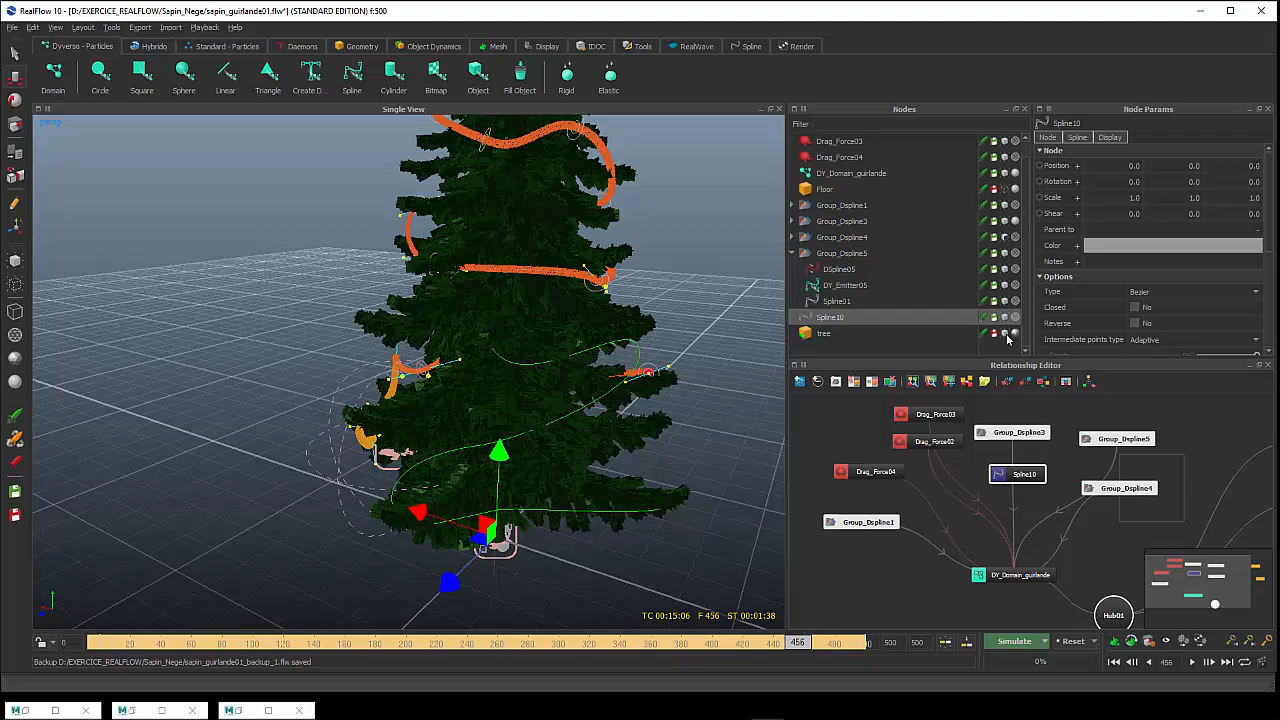 RealFlow 10 - [D:/EXERCICE_REALFLOW/Sapin_Nege/sapin_guirlande01.flw*] (STANDARD EDITION) f:500
File Edit View Layout Tools Export Import Playback Help
Dyverso - Particles Hybrido Standard - Particles Daemons Geometry Object Dynamics Mesh Display IDOC Tools RealWave Spline Render
Domain Circle Square Sphere Linear Triangle Create D... Spline Cylinder Bitmap Object Fill Object Rigid Elastic
Single View
persp
TC 00:15:06 F 456 ST 00:01:38
Nodes
Filter
Drag_Force03
Drag_Force04
DY_Domain_guirlande
Floor
Group_Dspline1
Group_Dspline3
Group_Dspline4
Group_Dspline5
DSpline05
DY_Emitter05
Spline01
Spline10
tree
Node Params
Spline10
Node Spline Display
Node
Position + 0.0 0.0 0.0
Rotation + 0.0 0.0 0.0
Scale + 1.0 1.0 1.0
Shear + 0.0 0.0 0.0
Parent to -
Color +
Notes +
Options
Type Bezier
Closed No
Reverse No
Intermediate points type Adaptive
Relationship Editor
Drag_Force03
Group_Dspline3
Group_Dspline5
Drag_Force02
Drag_Force04
Spline10
Group_Dspline4
Group_Dspline1
DY_Domain_guirlande
Hub01
0 20 40 60 80 100 120 140 160 180 200 220 240 260 280 300 320 340 360 380 400 420 440 456 480 500 500
Simulate Reset
Backup D:/EXERCICE_REALFLOW/Sapin_Nege/sapin_guirlande01_backup_1.flw saved
0% 456